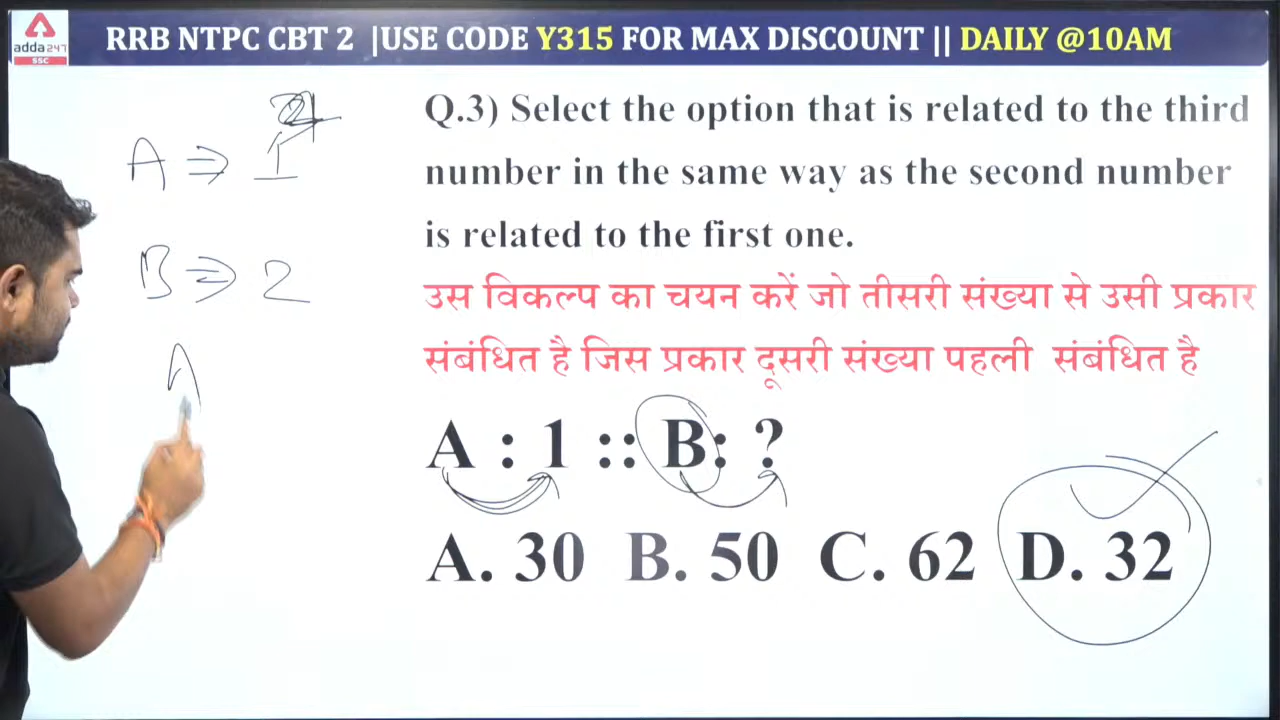 adda247
SSC
RRB NTPC CBT 2 |USE CODE Y315 FOR MAX DISCOUNT || DAILY @10AM
A ⇒ 1
B ⇒ 2
A
Q.3) Select the option that is related to the third
number in the same way as the second number
is related to the first one.
उस विकल्प का चयन करें जो तीसरी संख्या से उसी प्रकार
संबंधित है जिस प्रकार दूसरी संख्या पहली संबंधित है
A : 1 :: B: ?
A. 30 B. 50 C. 62 D. 32